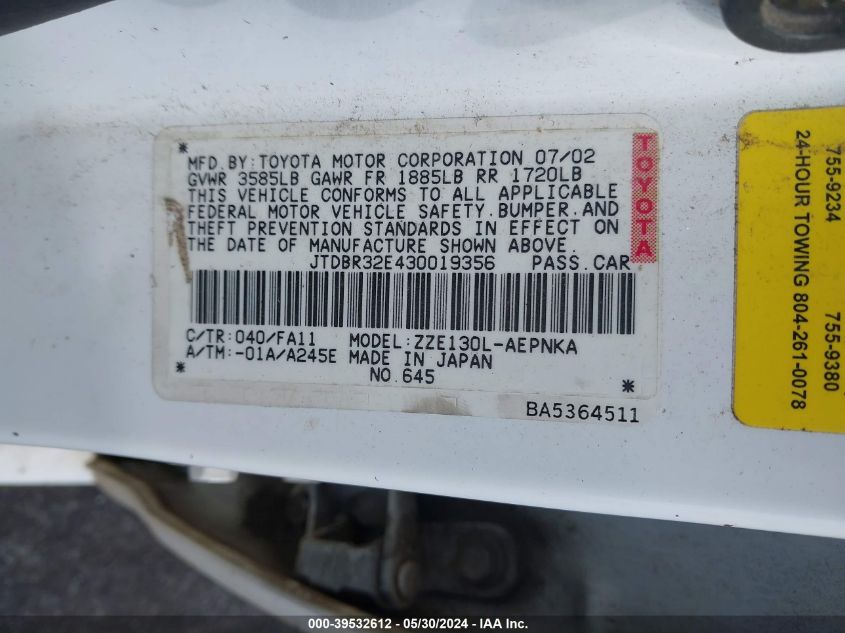 * MFD.BY:TOYOTA MOTOR CORPORATION 07/02
GVWR 3585LB GAWR FR 1885LB RR 1720LB
THIS VEHICLE CONFORMS TO ALL APPLICABLE
FEDERAL MOTOR VEHICLE SAFETY.BUMPER.AND
THEFT PREVENTION STANDARDS IN EFFECT ON
THE DATE OF MANUFACTURE SHOWN ABOVE.
JTDBR32E430019356 PASS.CAR
C/TR:040/FA11 MODEL:ZZE130L-AEPNKA
A/TM:-01A/A245E MADE IN JAPAN
* NO.645 *
BA5364511
TOYOTA
755-9234 755-9380
24-HOUR TOWING 804-261-0078
000-39532612 - 05/30/2024 - IAA Inc.